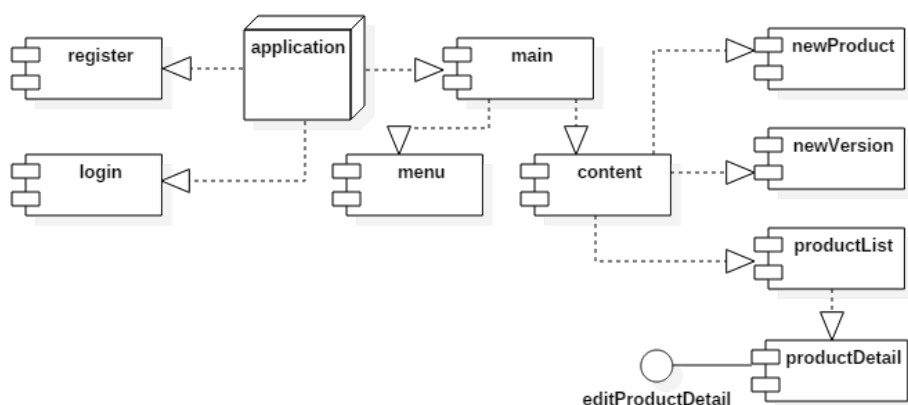 register
application
main
newProduct
login
menu
content
newVersion
productList
productDetail
editProductDetail